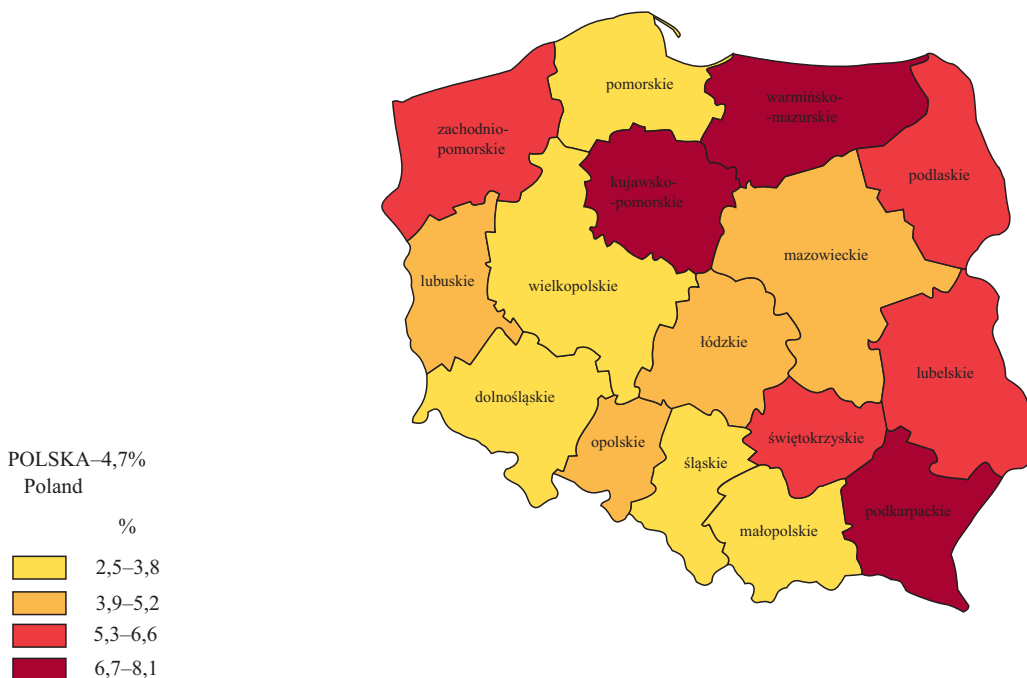 pomorskie
warmińsko-
-mazurskie
zachodnio-
pomorskie
podlaskie
kujawsko-
-pomorskie
mazowieckie
lubuskie
wielkopolskie
łódzkie
lubelskie
dolnośląskie
opolskie
świętokrzyskie
śląskie
podkarpackie
małopolskie
POLSKA–4,7%
Poland
%
2,5–3,8
3,9–5,2
5,3–6,6
6,7–8,1